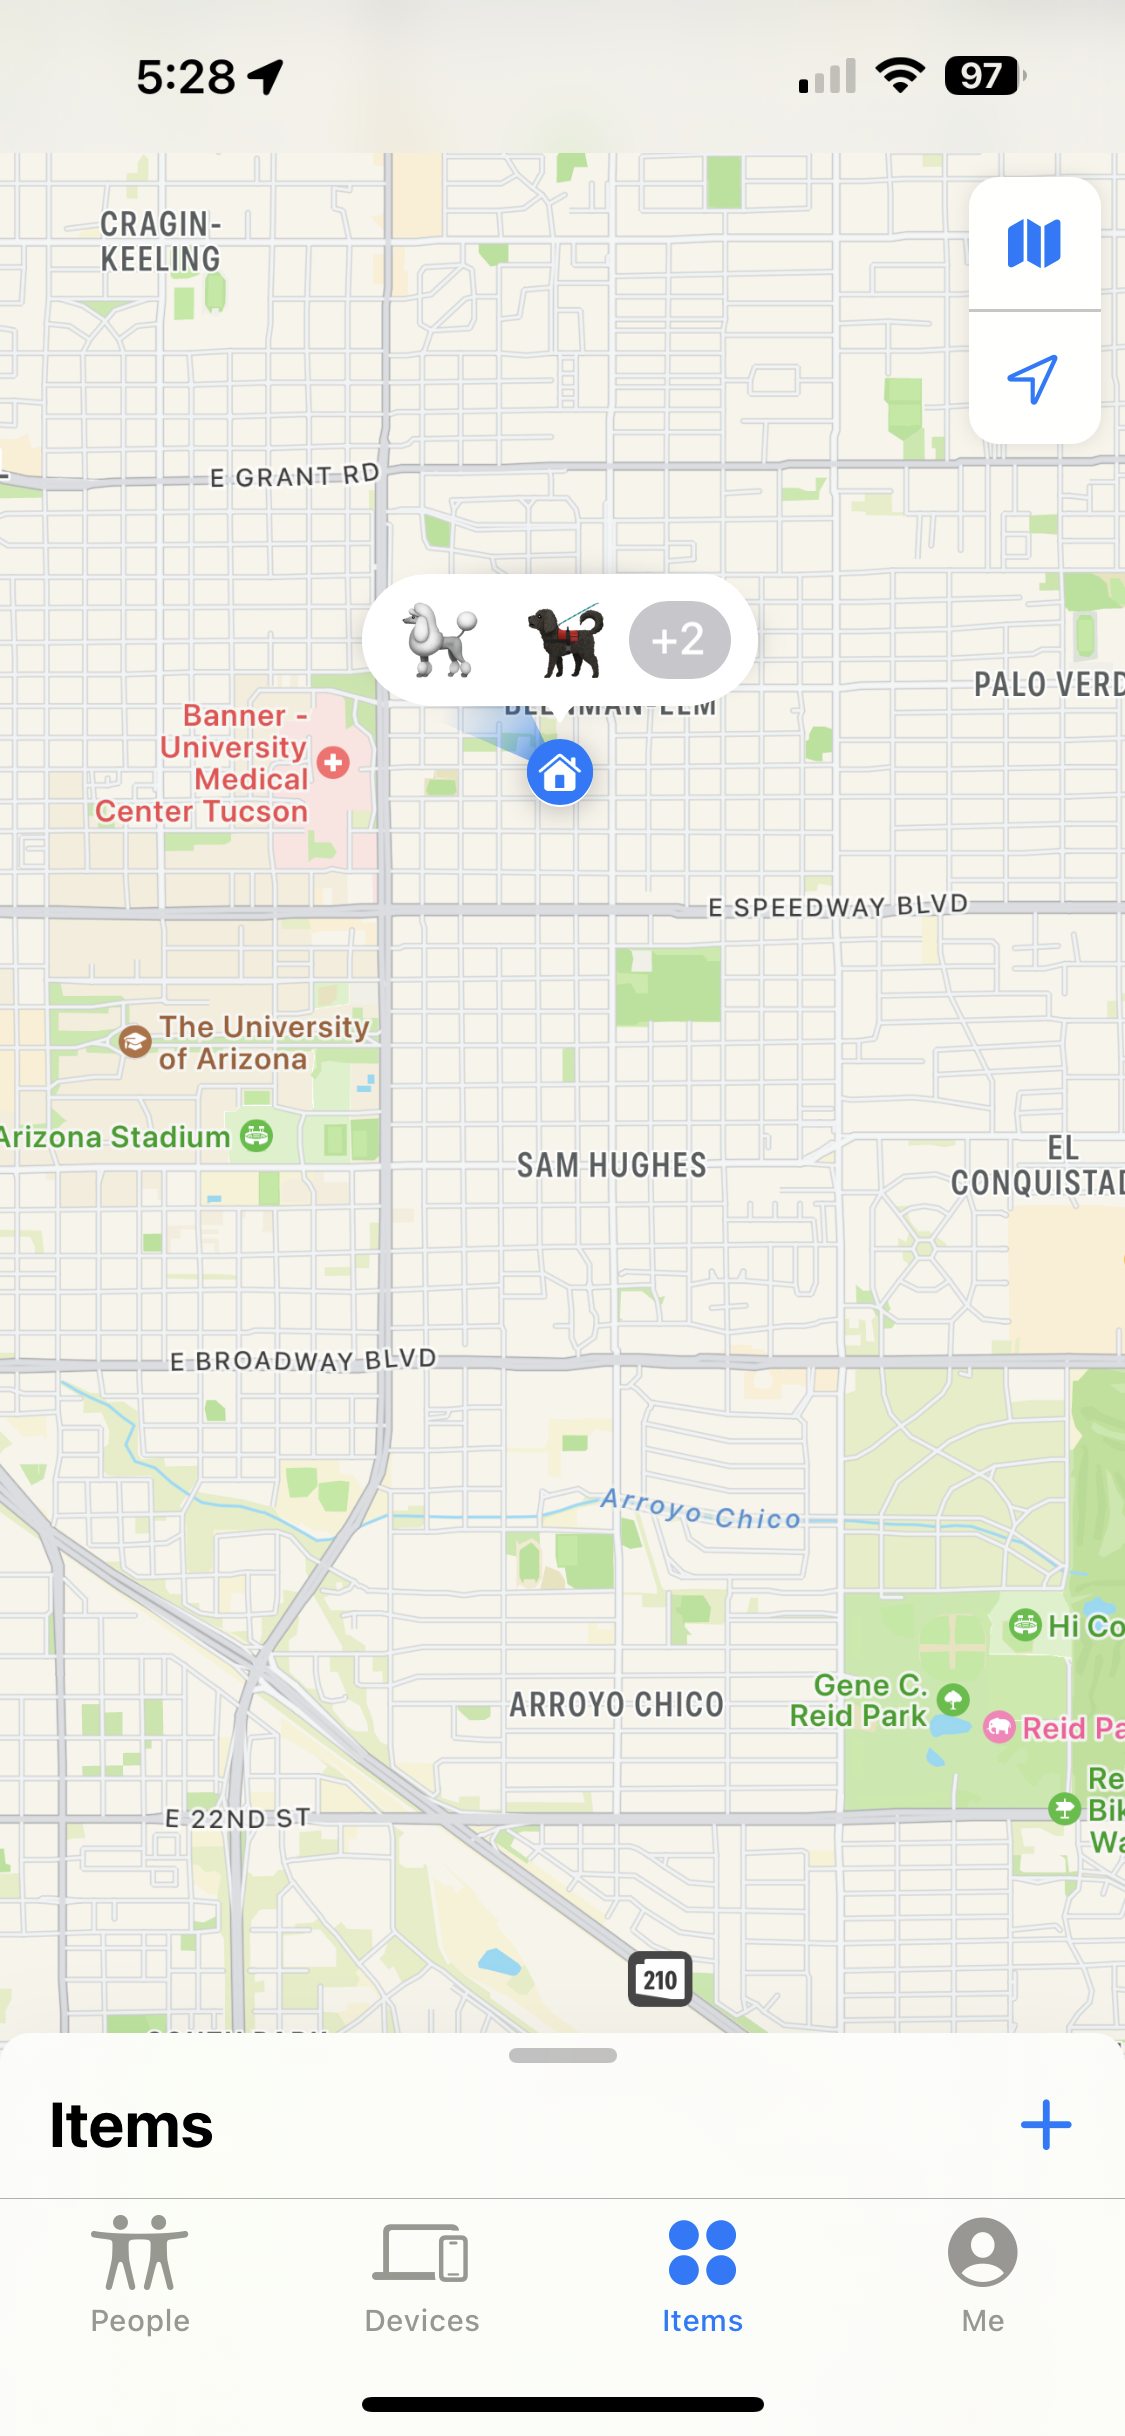 5:28
97
CRAGIN-
KEELING
E GRANT RD
+2
PALO VERD
Banner -
University
Medical
Center Tucson
E SPEEDWAY BLVD
The University
of Arizona
Arizona Stadium
SAM HUGHES
EL
CONQUISTAD
E BROADWAY BLVD
Arroyo Chico
Hi Co
Gene C.
Reid Park
Reid Pa
ARROYO CHICO
Re
Bik
Wa
E 22ND ST
210
Items
People
Devices
Items
Me